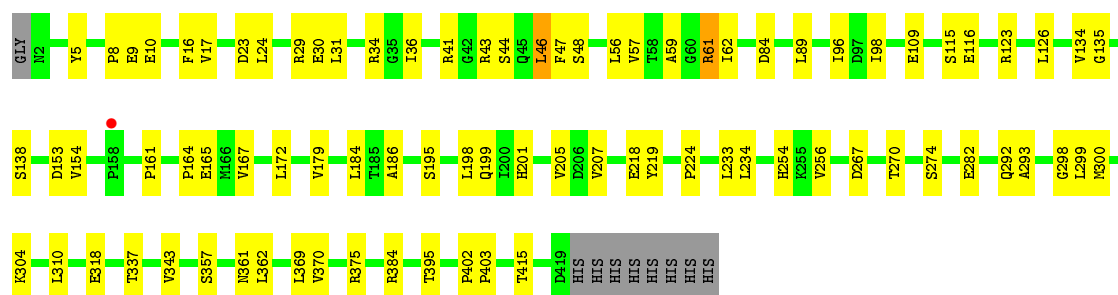 GLY N2 Y5 P8 E9 E10 F16 V17 D23 L24 R29 E30 L31 R34 G35 I36 R41 G42 R43 S44 Q45 L46 F47 S48 L56 V57 T58 A59 G60 R61 I62 D84 L89 I96 D97 I98 E109 S115 E116 R123 L126 V134 G135
S138 D153 V154 P158 P161 P164 E165 M166 V167 L172 V179 L184 T185 A186 S195 L198 Q199 I200 H201 V205 D206 V207 E218 Y219 P224 L233 L234 H254 K255 V256 D267 T270 S274 E282 Q292 A293 G298 L299 M300
K304 L310 E318 T337 V343 S357 N361 L362 L369 V370 R375 R384 T395 P402 P403 T415 D419 HIS HIS HIS HIS HIS HIS HIS HIS